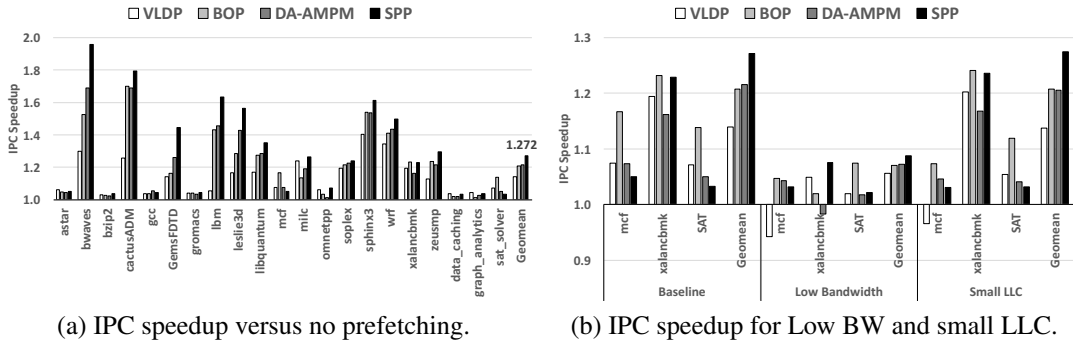 VLDP BOP DA-AMPM SPP
(a)
2.0
1.8
1.6
1.4
1.2
1.0
IPC Speedup
1.272
astar
bwaves
bzip2
cactusADM
gcc
GemsFDTD
gromacs
lbm
leslie3d
libquantum
mcf
milc
omnetpp
soplex
sphinx3
wrf
xalancbmk
zeusmp
data_caching
graph_analytics
sat_solver
Geomean
(a) IPC speedup versus no prefetching.
VLDP BOP DA-AMPM SPP
(b)
1.3
1.2
1.1
1.0
0.9
IPC Speedup
mcf
xalancbmk
SAT
Geomean
mcf
xalancbmk
SAT
Geomean
mcf
xalancbmk
SAT
Geomean
Baseline Low Bandwidth Small LLC
(b) IPC speedup for Low BW and small LLC.